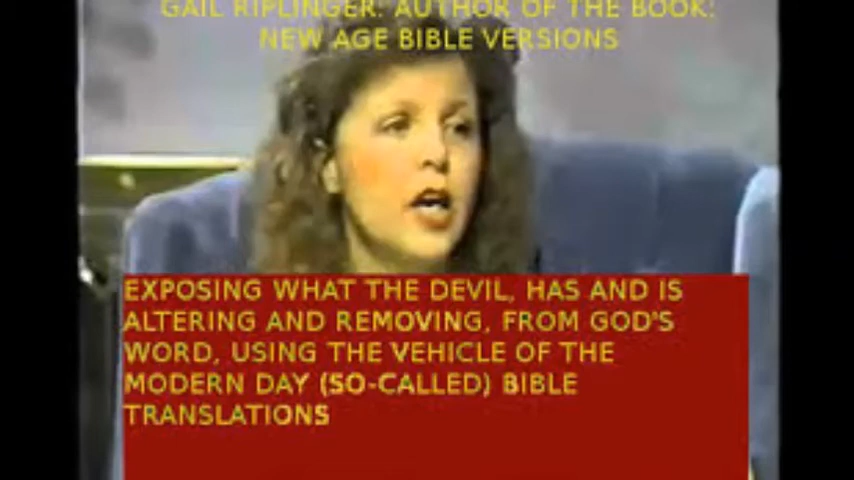 GAIL RIPLINGER: AUTHOR OF THE BOOK:
NEW AGE BIBLE VERSIONS
EXPOSING WHAT THE DEVIL, HAS AND IS
ALTERING AND REMOVING, FROM GOD'S
WORD, USING THE VEHICLE OF THE
MODERN DAY (SO-CALLED) BIBLE
TRANSLATIONS